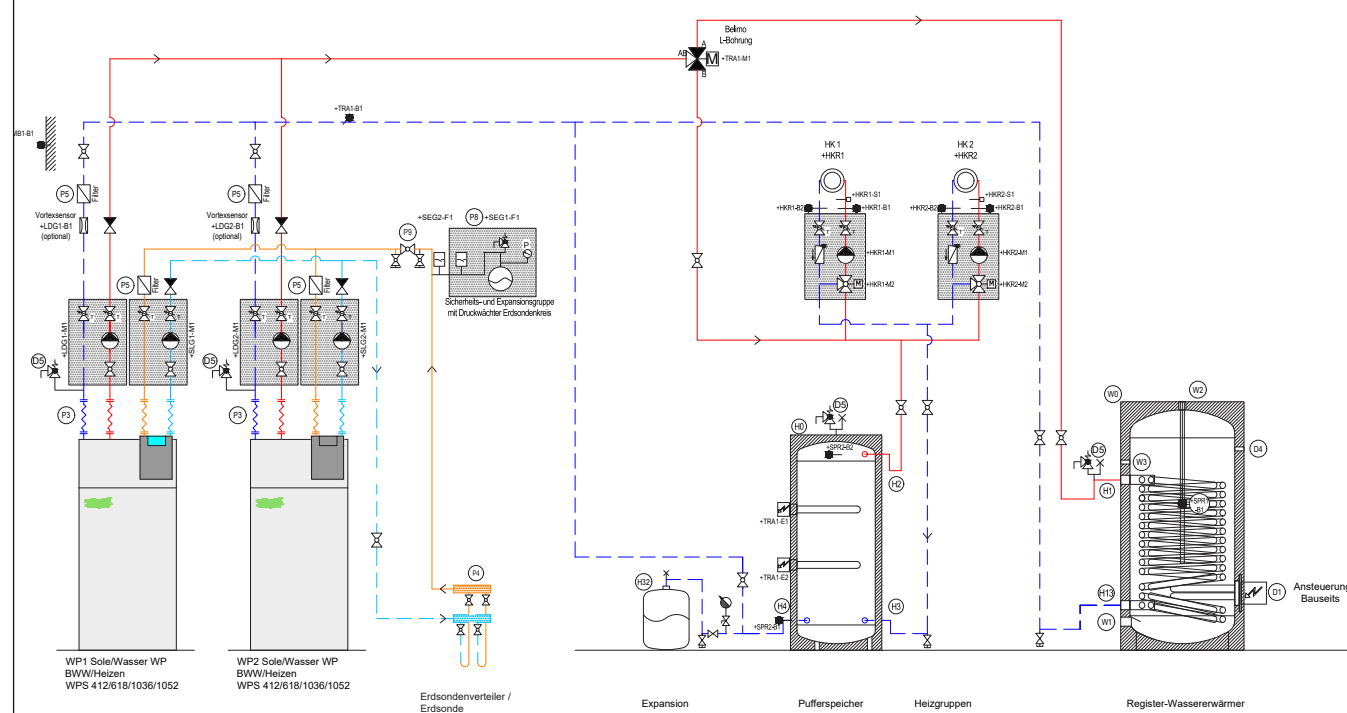 Belimo
L-Bohrung
A
AB
M
+TRA1-M1
B
+TRA1-B1
MB1-B1
HK 1
+HKR1
HK 2
+HKR2
P5
Filter
P5
Filter
+HKR1-S1
+HKR2-S1
+HKR1-B2
+HKR1-B1
+HKR2-B2
+HKR2-B1
Vortexsensor
+LDG1-B1
(optional)
Vortexsensor
+LDG2-B1
(optional)
+SEG2-F1
P8
+SEG1-F1
P9
P
T
T
T
T
+HKR1-M1
+HKR2-M1
P5
Filter
P5
Filter
M
+HKR1-M2
M
+HKR2-M2
Sicherheits- und Expansionsgruppe
mit Druckwächter Erdsondenkreis
+LDG1-M1
T
T
T
T
+SLG1-M1
+LDG2-M1
T
T
T
T
+SLG2-M1
D5
D5
P3
P3
W0
W2
H0
D5
+SPR2-B2
D5
W3
D4
H2
H1
+SPR1
-B1
+TRA1-E1
+TRA1-E2
P4
H32
H4
+SPR2-B1
H3
H13
W1
D1
Ansteuerung
Bauseits
WP1 Sole/Wasser WP
BWW/Heizen
WPS 412/618/1036/1052
WP2 Sole/Wasser WP
BWW/Heizen
WPS 412/618/1036/1052
Erdsondenverteiler /
Erdsonde
Expansion
Pufferspeicher
Heizgruppen
Register-Wassererwärmer